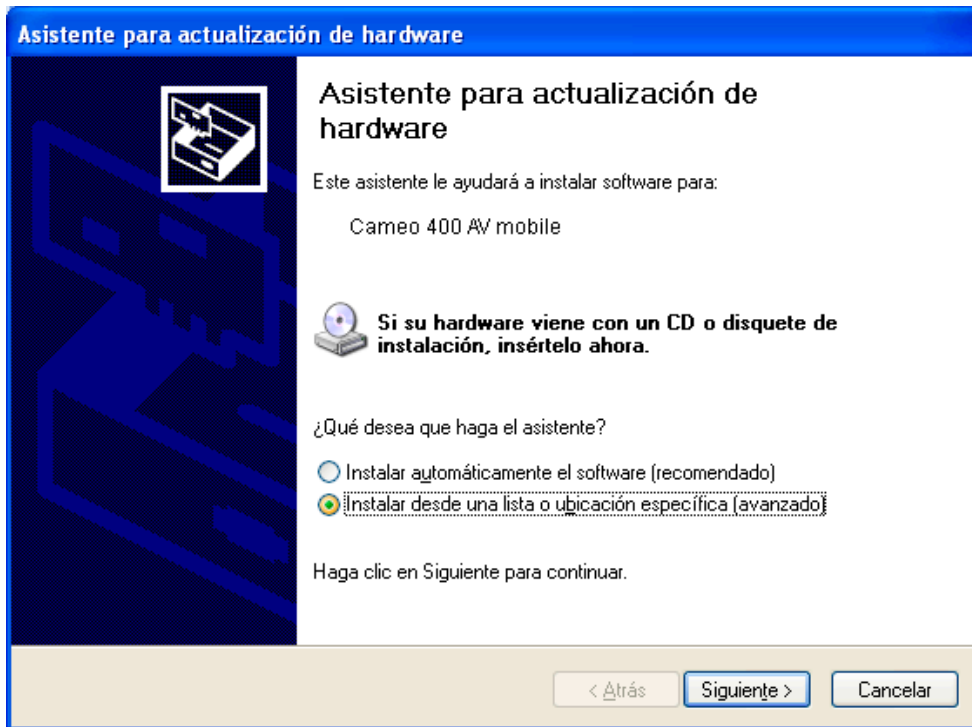 Asistente para actualización de hardware
Asistente para actualización de
hardware
Este asistente le ayudará a instalar software para:
Cameo 400 AV mobile
Si su hardware viene con un CD o disquete de
instalación, insértelo ahora.
¿Qué desea que haga el asistente?
Instalar automáticamente el software (recomendado)
Instalar desde una lista o ubicación específica (avanzado)
Haga clic en Siguiente para continuar.
< Atrás Siguiente > Cancelar